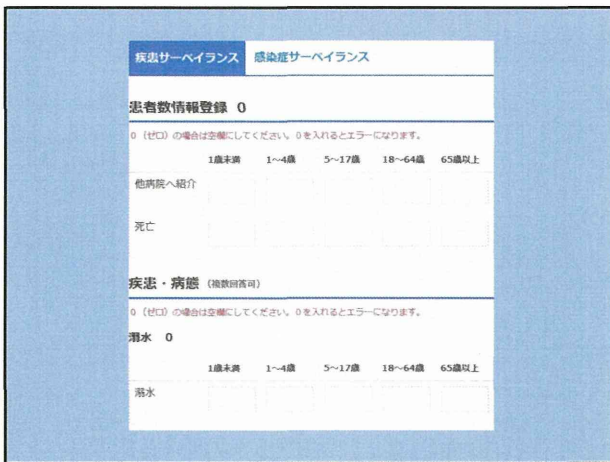 疾患サーベイランス 感染症サーベイランス
患者数情報登録 0
0（ゼロ）の場合は空欄にしてください。0を入れるとエラーになります。
1歳未満 1～4歳 5～17歳 18～64歳 65歳以上
他病院へ紹介
死亡
疾患・病態（複数回答可）
0（ゼロ）の場合は空欄にしてください。0を入れるとエラーになります。
溺水 0
1歳未満 1～4歳 5～17歳 18～64歳 65歳以上
溺水